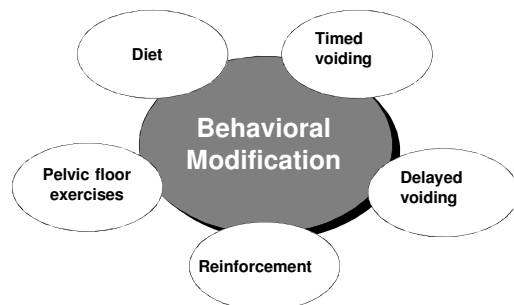 Diet
Timed
voiding
Behavioral
Modification
Pelvic floor
exercises
Delayed
voiding
Reinforcement